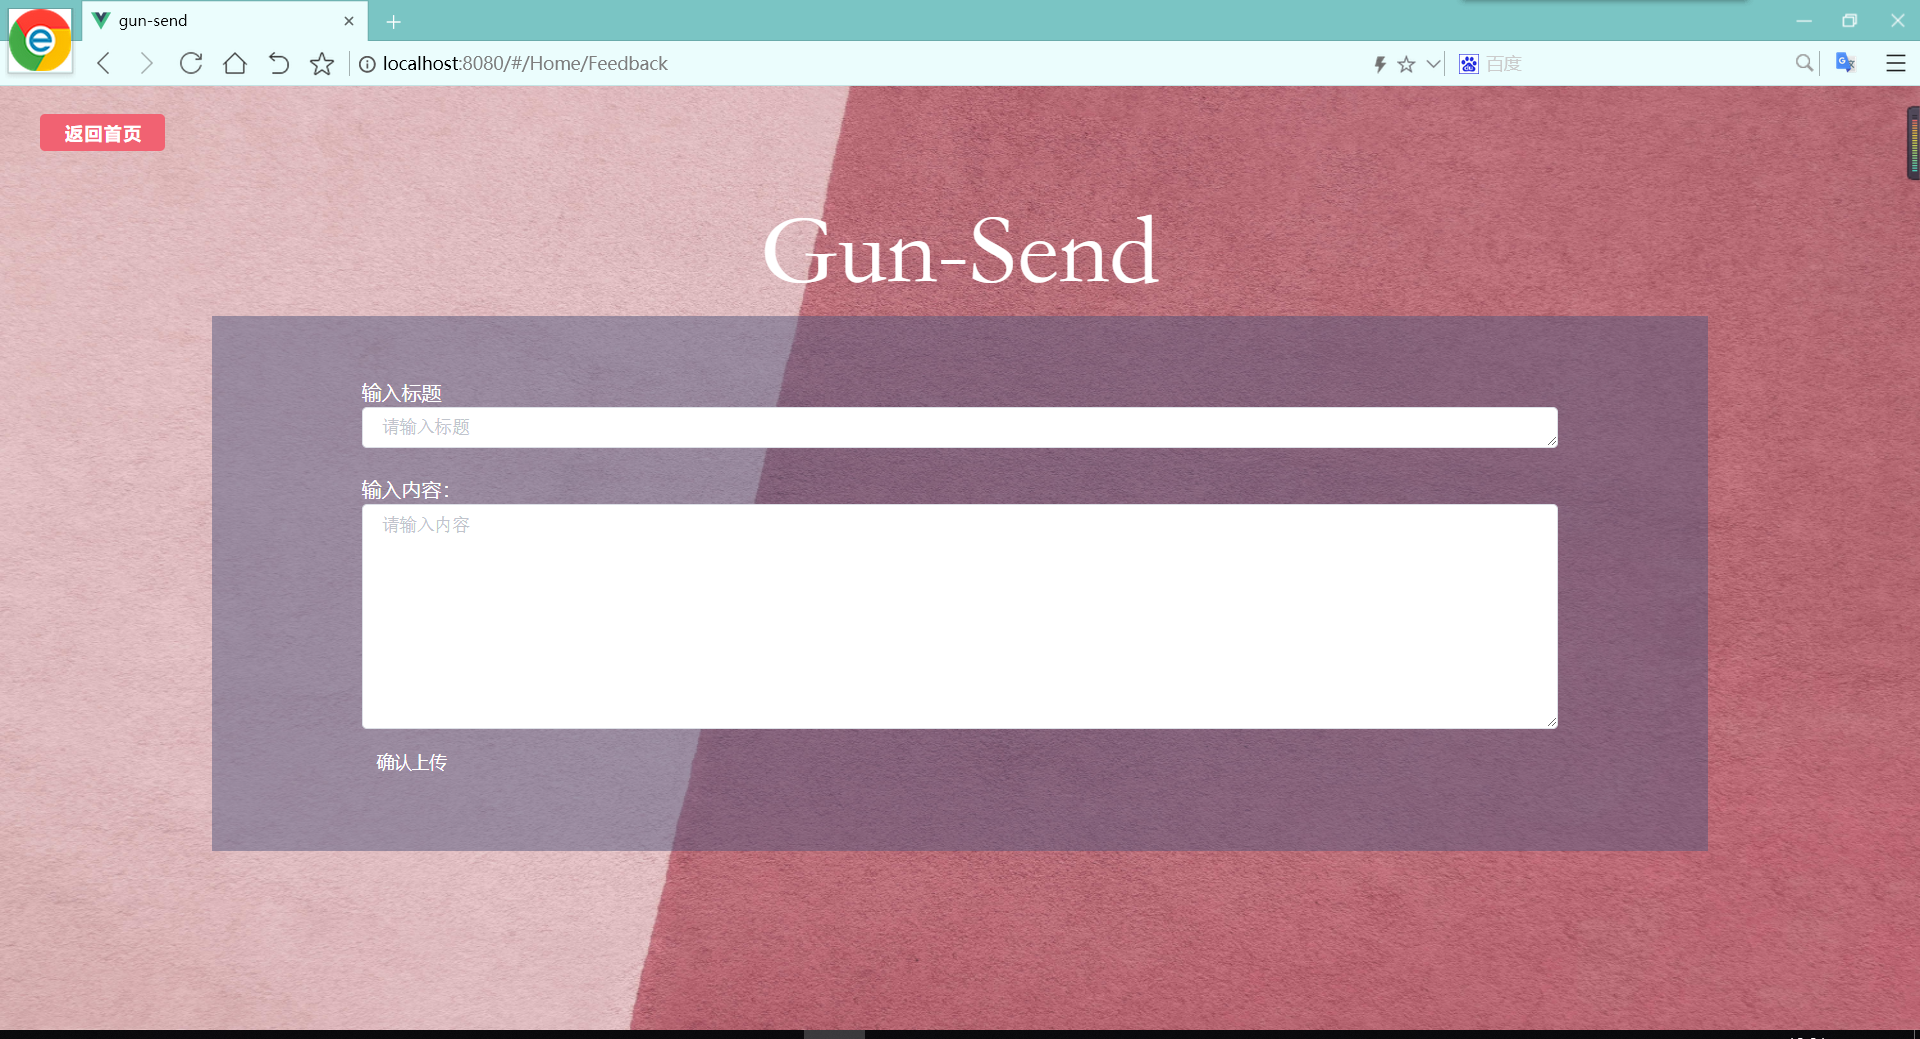 gun-send
localhost:8080/#/Home/Feedback
百度
返回首页
Gun-Send
输入标题
请输入标题
输入内容：
请输入内容
确认上传